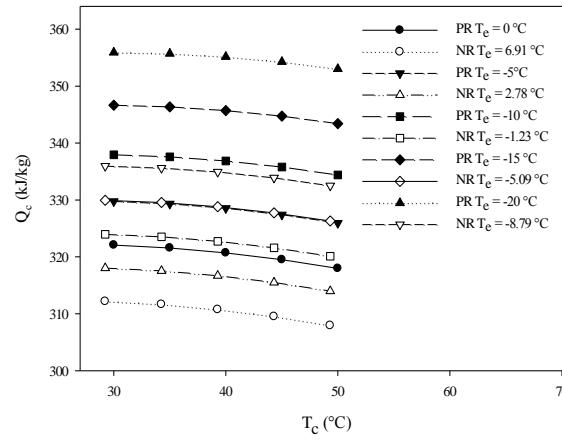 360
350
340
330
320
310
300
Q_c (kJ/kg)
30
40
50
60
7
T_c (°C)
PR T_e = 0 °C
NR T_e = 6.91 °C
PR T_e = -5°C
NR T_e = 2.78 °C
PR T_e = -10 °C
NR T_e = -1.23 °C
PR T_e = -15 °C
NR T_e = -5.09 °C
PR T_e = -20 °C
NR T_e = -8.79 °C